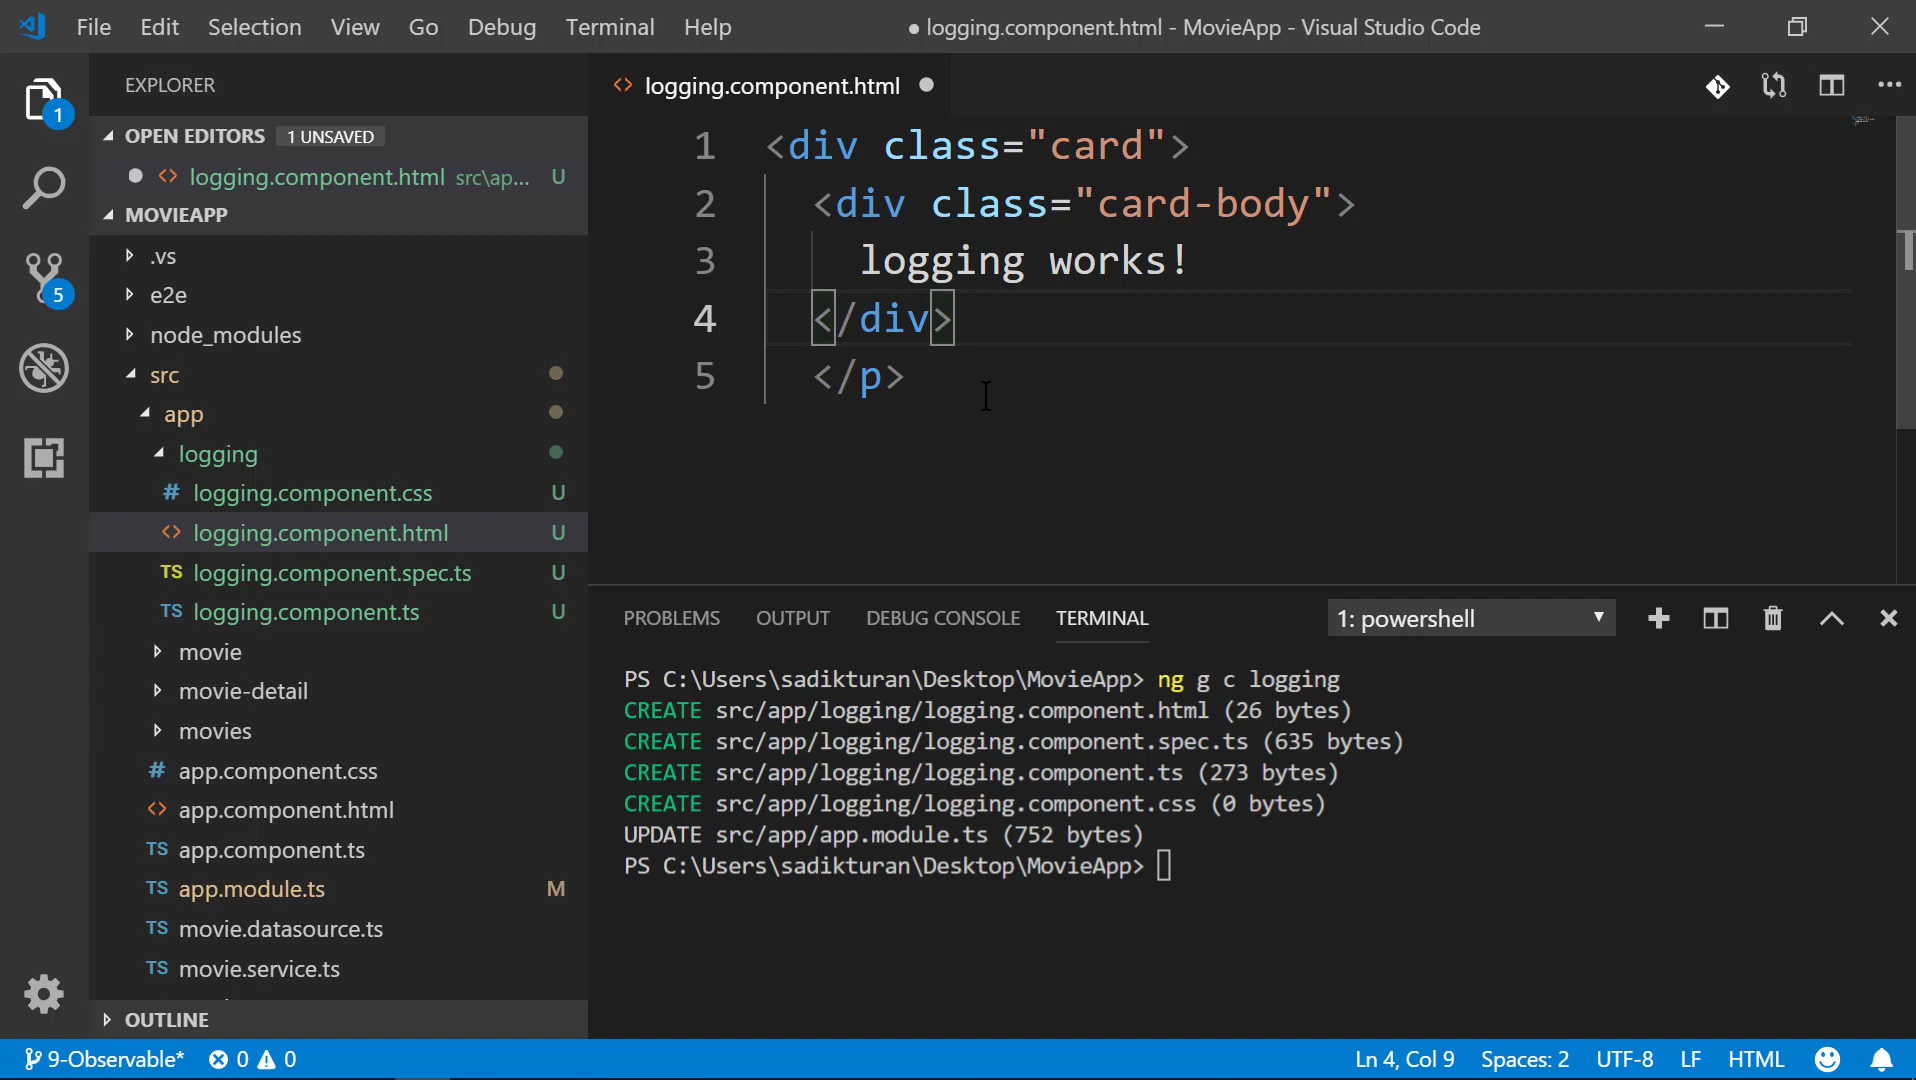 File Edit Selection View Go Debug Terminal Help
● logging.component.html - MovieApp - Visual Studio Code
EXPLORER
1
OPEN EDITORS 1 UNSAVED
logging.component.html src\ap... U
MOVIEAPP
.vs
e2e
5
node_modules
src
app
logging
# logging.component.css U
<> logging.component.html U
TS logging.component.spec.ts U
TS logging.component.ts U
movie
movie-detail
movies
# app.component.css
<> app.component.html
TS app.component.ts
TS app.module.ts M
TS movie.datasource.ts
TS movie.service.ts
OUTLINE
<> logging.component.html
1 <div class="card">
2 <div class="card-body">
3 logging works!
4 </div>
5 </p>
PROBLEMS OUTPUT DEBUG CONSOLE TERMINAL 1: powershell
PS C:\Users\sadikturan\Desktop\MovieApp> ng g c logging
CREATE src/app/logging/logging.component.html (26 bytes)
CREATE src/app/logging/logging.component.spec.ts (635 bytes)
CREATE src/app/logging/logging.component.ts (273 bytes)
CREATE src/app/logging/logging.component.css (0 bytes)
UPDATE src/app/app.module.ts (752 bytes)
PS C:\Users\sadikturan\Desktop\MovieApp>
9-Observable* 0 0 Ln 4, Col 9 Spaces: 2 UTF-8 LF HTML